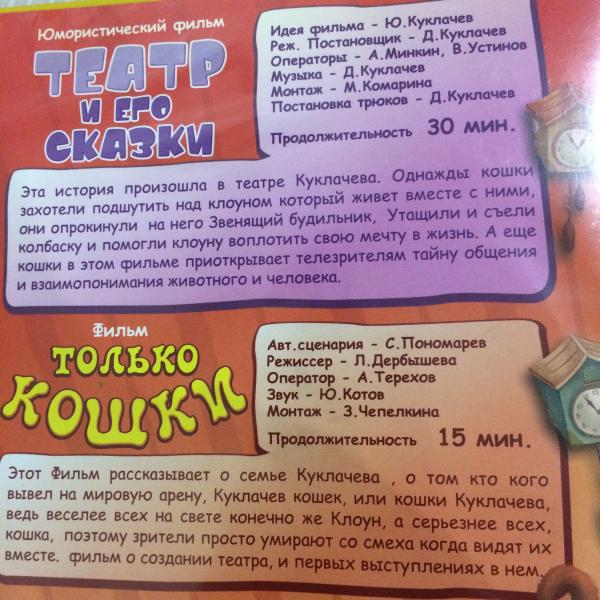 Юмористический фильм
ТЕАТР
И ЕГО
СКАЗКИ
Идея фильма - Ю.Куклачев
Реж. Постановщик - Д.Куклачев
Операторы - А.Минкин, В.Устинов
Музыка - Д.Куклачев
Монтаж - М.Комарина
Постановка трюков - Д.Куклачев
Продолжительность 30 мин.
Эта история произошла в театре Куклачева. Однажды кошки
захотели подшутить над клоуном который живет вместе с ними,
они опрокинули на него Звенящий будильник, Утащили и съели
колбаску и помогли клоуну воплотить свою мечту в жизнь. А еще
кошки в этом фильме приоткрывает телезрителям тайну общения
и взаимопонимания животного и человека.
Фильм
ТОЛЬКО
КОШКИ
Авт.сценария - С.Пономарев
Режиссер - Л.Дербышева
Оператор - А.Терехов
Звук - Ю.Котов
Монтаж - З.Чепелкина
Продолжительность 15 мин.
Этот Фильм рассказывает о семье Куклачева , о том кто кого
вывел на мировую арену, Куклачев кошек, или кошки Куклачева,
ведь веселее всех на свете конечно же Клоун, а серьезнее всех,
кошка, поэтому зрители просто умирают со смеха когда видят их
вместе. фильм о создании театра, и первых выступлениях в нем.